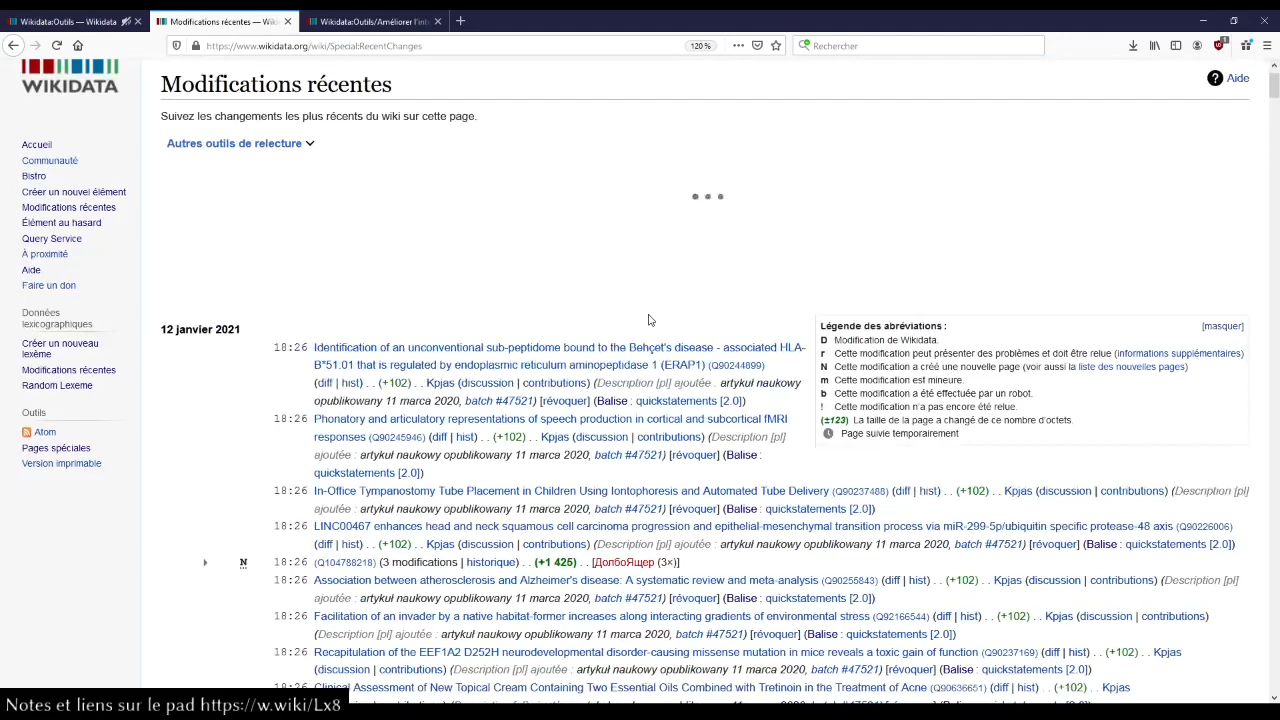 Wikidata:Outils — Wikidata
Modifications récentes — Wiki
Wikidata:Outils/Améliorer l'inte
https://www.wikidata.org/wiki/Special:RecentChanges
120 %
Rechercher
WIKIDATA
Accueil
Communauté
Bistro
Créer un nouvel élément
Modifications récentes
Élément au hasard
Query Service
À proximité
Aide
Faire un don
Données
lexicographiques
Créer un nouveau
lexème
Modifications récentes
Random Lexeme
Outils
Atom
Pages spéciales
Version imprimable
Modifications récentes
Aide
Suivez les changements les plus récents du wiki sur cette page.
Autres outils de relecture
12 janvier 2021
Légende des abréviations : [masquer]
D Modification de Wikidata.
r Cette modification peut présenter des problèmes et doit être relue (informations supplémentaires)
N Cette modification a créé une nouvelle page (voir aussi la liste des nouvelles pages)
m Cette modification est mineure.
b Cette modification a été effectuée par un robot.
! Cette modification n'a pas encore été relue.
(±123) La taille de la page a changé de ce nombre d'octets.
Page suivie temporairement
18:26 Identification of an unconventional sub-peptidome bound to the Behçet's disease - associated HLA-
B*51:01 that is regulated by endoplasmic reticulum aminopeptidase 1 (ERAP1) (Q90244899)
(diff | hist) . . (+102) . . Kpjas (discussion | contributions) (Description [pl] ajoutée : artykuł naukowy
opublikowany 11 marca 2020, batch #47521) [révoquer] (Balise : quickstatements [2.0])
18:26 Phonatory and articulatory representations of speech production in cortical and subcortical fMRI
responses (Q90245946) (diff | hist) . . (+102) . . Kpjas (discussion | contributions) (Description [pl]
ajoutée : artykuł naukowy opublikowany 11 marca 2020, batch #47521) [révoquer] (Balise :
quickstatements [2.0])
18:26 In-Office Tympanostomy Tube Placement in Children Using Iontophoresis and Automated Tube Delivery (Q90237488) (diff | hist) . . (+102) . . Kpjas (discussion | contributions) (Description [pl]
ajoutée : artykuł naukowy opublikowany 11 marca 2020, batch #47521) [révoquer] (Balise : quickstatements [2.0])
18:26 LINC00467 enhances head and neck squamous cell carcinoma progression and epithelial-mesenchymal transition process via miR-299-5p/ubiquitin specific protease-48 axis (Q90226006)
(diff | hist) . . (+102) . . Kpjas (discussion | contributions) (Description [pl] ajoutée : artykuł naukowy opublikowany 11 marca 2020, batch #47521) [révoquer] (Balise : quickstatements [2.0])
N 18:26 (Q104788218) (3 modifications | historique) . . (+1 425) . . [ДолбоЯщер (3×)]
18:26 Association between atherosclerosis and Alzheimer's disease: A systematic review and meta-analysis (Q90255843) (diff | hist) . . (+102) . . Kpjas (discussion | contributions) (Description [pl]
ajoutée : artykuł naukowy opublikowany 11 marca 2020, batch #47521) [révoquer] (Balise : quickstatements [2.0])
18:26 Facilitation of an invader by a native habitat-former increases along interacting gradients of environmental stress (Q92166544) (diff | hist) . . (+102) . . Kpjas (discussion | contributions)
(Description [pl] ajoutée : artykuł naukowy opublikowany 11 marca 2020, batch #47521) [révoquer] (Balise : quickstatements [2.0])
18:26 Recapitulation of the EEF1A2 D252H neurodevelopmental disorder-causing missense mutation in mice reveals a toxic gain of function (Q90237169) (diff | hist) . . (+102) . . Kpjas
(discussion | contributions) (Description [pl] ajoutée : artykuł naukowy opublikowany 11 marca 2020, batch #47521) [révoquer] (Balise : quickstatements [2.0])
18:26 Clinical Assessment of New Topical Cream Containing Two Essential Oils Combined with Tretinoin in the Treatment of Acne (Q90636651) (diff | hist) . . (+102) . . Kpjas
Notes et liens sur le pad https://w.wiki/Lx8